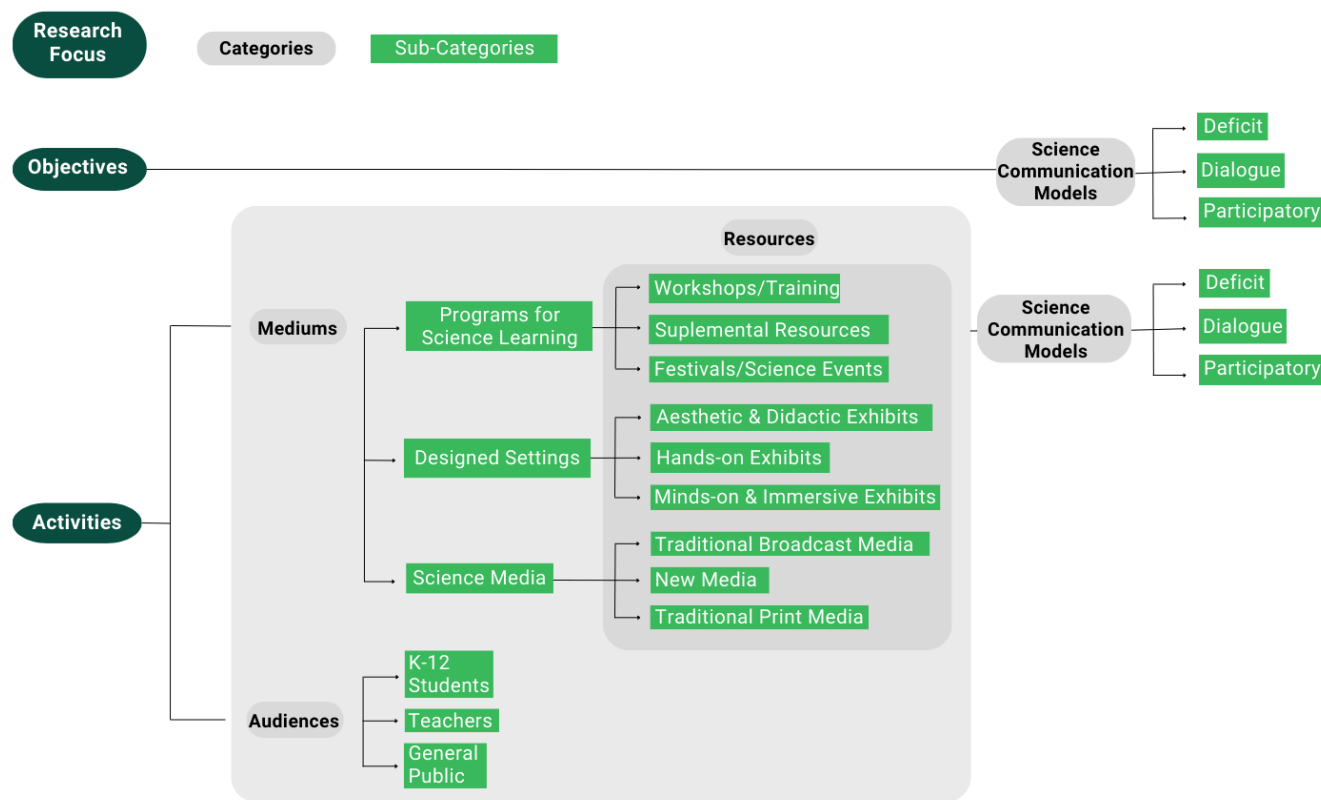 Research
Focus
Categories
Sub-Categories
Objectives
Science
Communication
Models
Deficit
Dialogue
Participatory
Resources
Mediums
Programs for
Science Learning
Workshops/Training
Suplemental Resources
Festivals/Science Events
Designed Settings
Aesthetic & Didactic Exhibits
Hands-on Exhibits
Minds-on & Immersive Exhibits
Activities
Science Media
Traditional Broadcast Media
New Media
Traditional Print Media
Audiences
K-12
Students
Teachers
General
Public
Science
Communication
Models
Deficit
Dialogue
Participatory